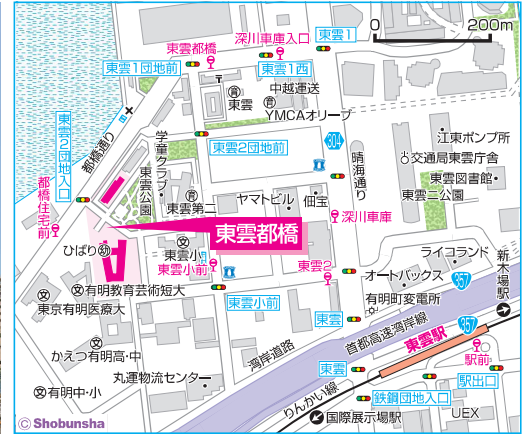 0 200m
深川車庫入口
東雲都橋
東雲1
東雲1団地前
東雲1西
中越運送
東雲
YMCAオリーブ
都橋通り
学童クラブ
東雲2団地前
304
江東ポンプ所
交通局東雲庁舎
東雲図書館
東雲二公園
晴海通り
東雲2団地入口
東雲公園
東雲第二
ヤマトビル
佃宝
深川車庫
都橋住宅前
東雲都橋
ひばり幼
東雲小
東雲小前
東雲2
ライコランド
オートバックス
357
新木場駅
有明教育芸術短大
東雲小前
有明町変電所
東京有明医療大
東雲
首都高速湾岸線
357
東雲駅
かえつ有明高・中
湾岸道路
駅前
丸運物流センター
東雲
駅出口
有明中・小
りんかい線
鉄鋼団地入口
国際展示場駅
UEX
© Shobunsha